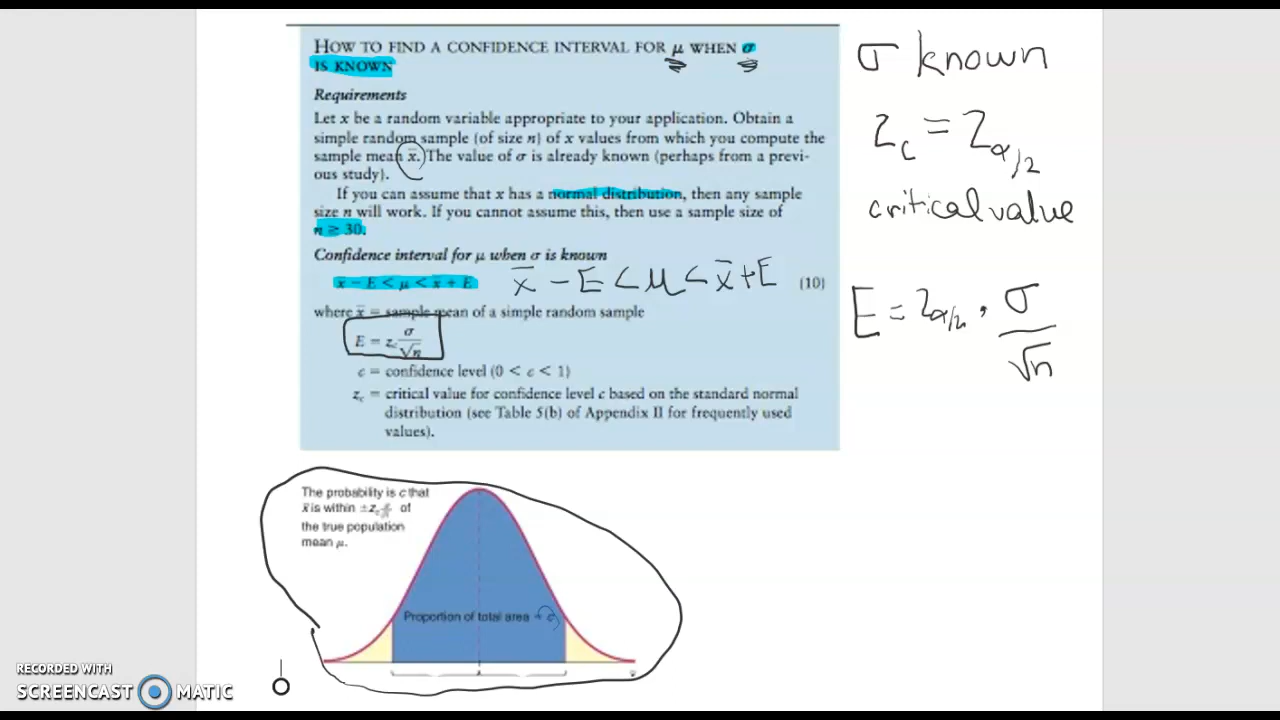 HOW TO FIND A CONFIDENCE INTERVAL FOR μ WHEN σ
IS KNOWN
Requirements
Let x be a random variable appropriate to your application. Obtain a
simple random sample (of size n) of x values from which you compute the
sample mean x̄. The value of σ is already known (perhaps from a previ-
ous study).
If you can assume that x has a normal distribution, then any sample
size n will work. If you cannot assume this, then use a sample size of
n ≥ 30.
Confidence interval for μ when σ is known
x̄ − E < μ < x̄ + E
x̄ − E < μ < x̄ + E
(10)
where x̄ = sample mean of a simple random sample
E = z_c σ/√n
c = confidence level (0 < c < 1)
z_c = critical value for confidence level c based on the standard normal
distribution (see Table 5(b) of Appendix II for frequently used
values).
σ known
z_c = z_α/2
critical value
E = z_α/2 · σ/√n
The probability is c that
x̄ is within ±z_c σ/√n of
the true population
mean μ.
Proportion of total area = c
x̄
RECORDED WITH
SCREENCAST MATIC